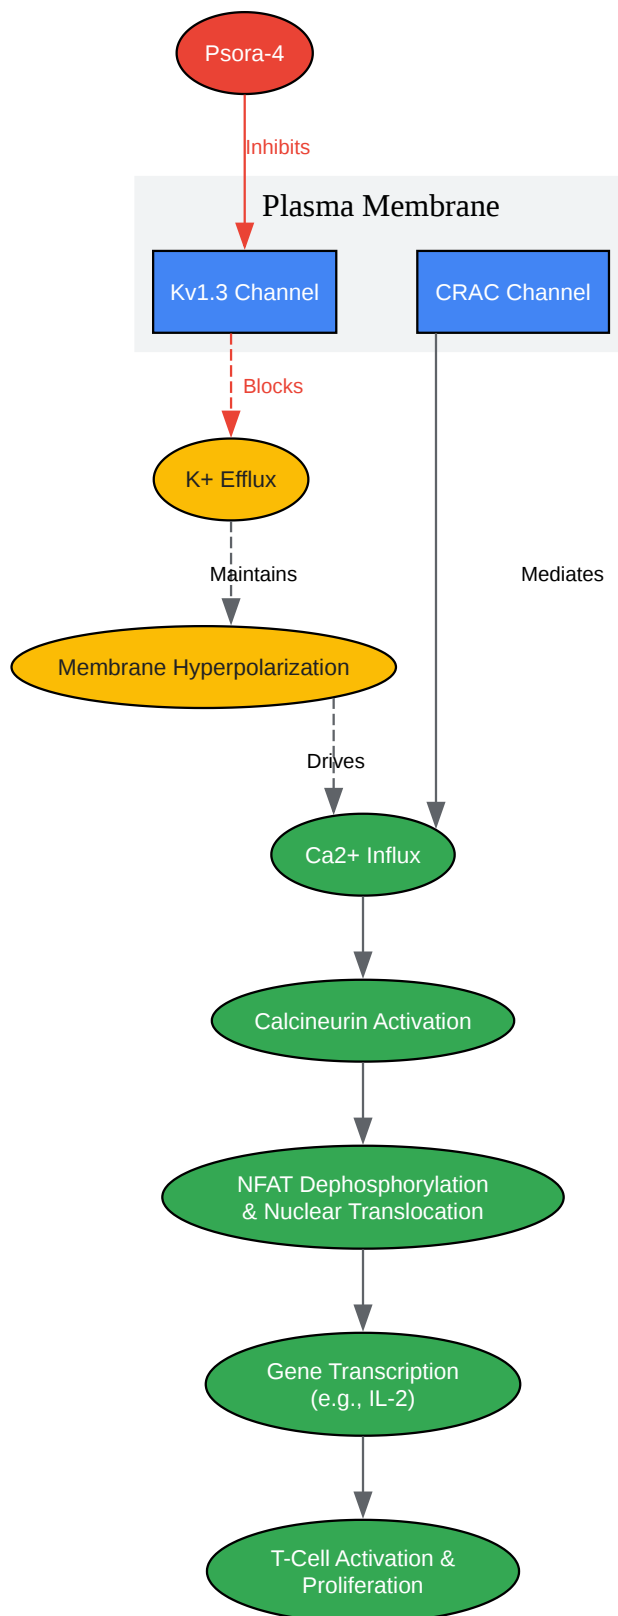 Psora-4
Inhibits
Plasma Membrane
Kv1.3 Channel
CRAC Channel
Blocks
K+ Efflux
Maintains
Mediates
Membrane Hyperpolarization
Drives
Ca2+ Influx
Calcineurin Activation
NFAT Dephosphorylation
& Nuclear Translocation
Gene Transcription
(e.g., IL-2)
T-Cell Activation &
Proliferation